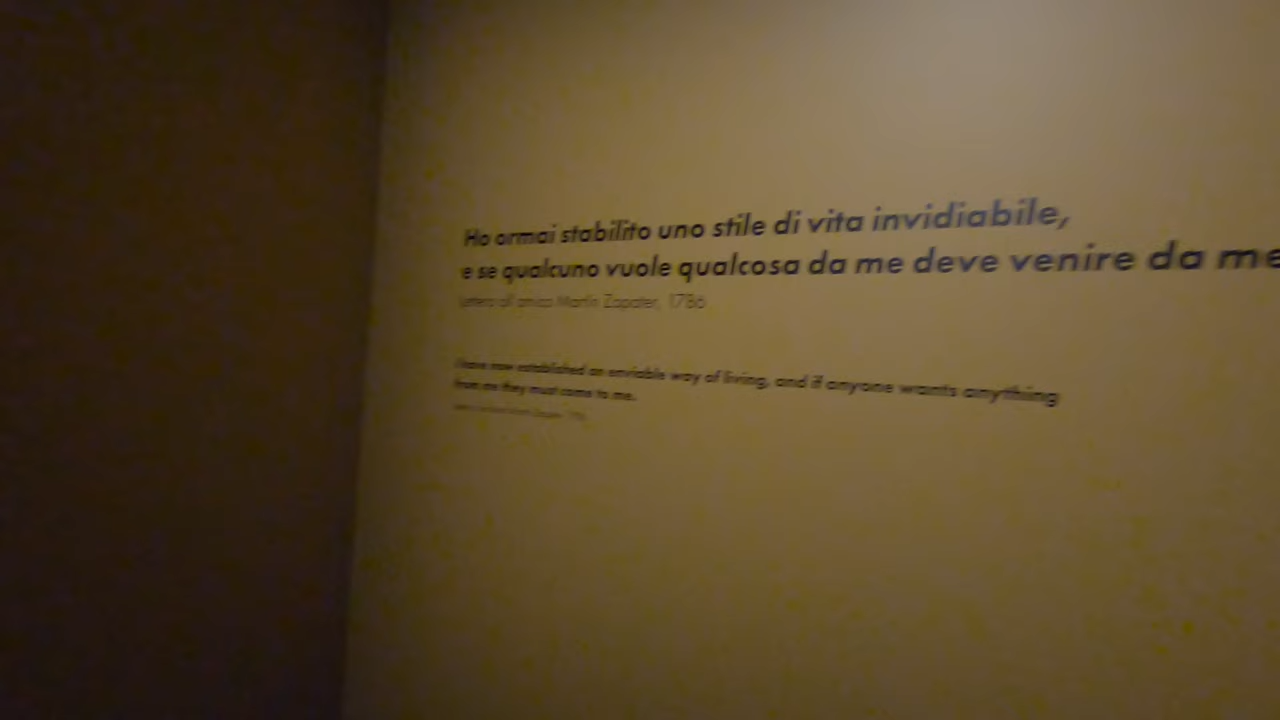 Ho ormai stabilito uno stile di vita invidiabile,
e se qualcuno vuole qualcosa da me deve venire da me
Lettera all'amico Martín Zapater, 1786
I have now established an enviable way of living, and if anyone wants anything
from me they must come to me.